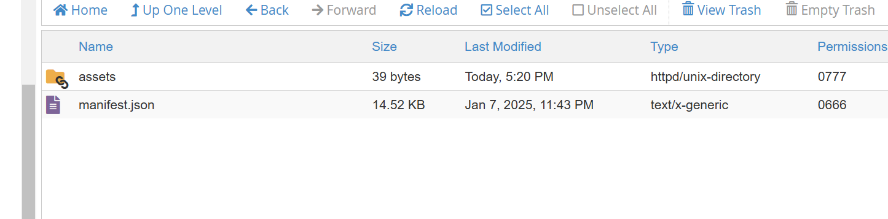 Home Up One Level Back Forward Reload Select All Unselect All View Trash Empty Trash
Name Size Last Modified Type Permissions
assets 39 bytes Today, 5:20 PM httpd/unix-directory 0777
manifest.json 14.52 KB Jan 7, 2025, 11:43 PM text/x-generic 0666